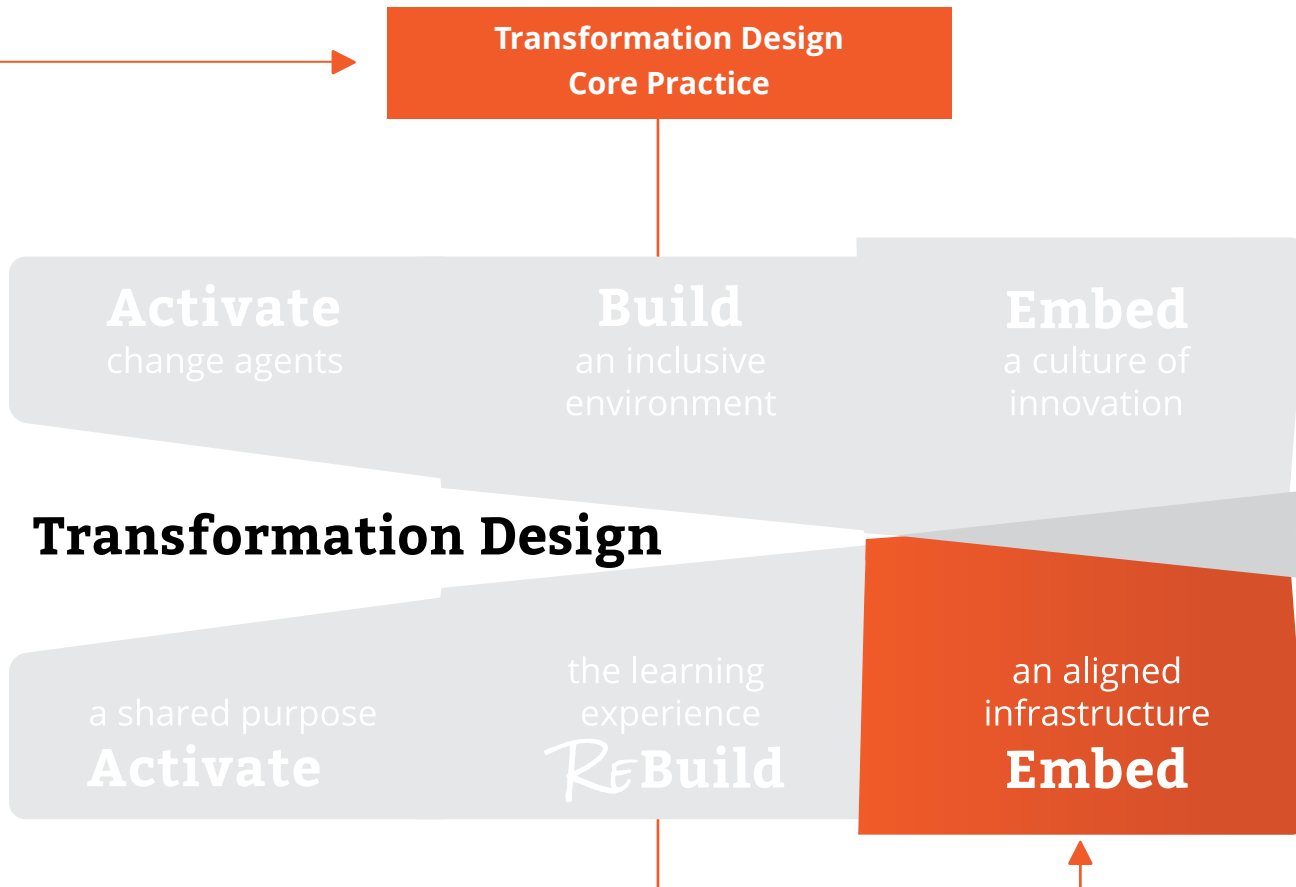 Transformation Design
Core Practice
Activate
change agents
Build
an inclusive
environment
Embed
a culture of
innovation
Transformation Design
a shared purpose
Activate
the learning
experience
ReBuild
an aligned
infrastructure
Embed